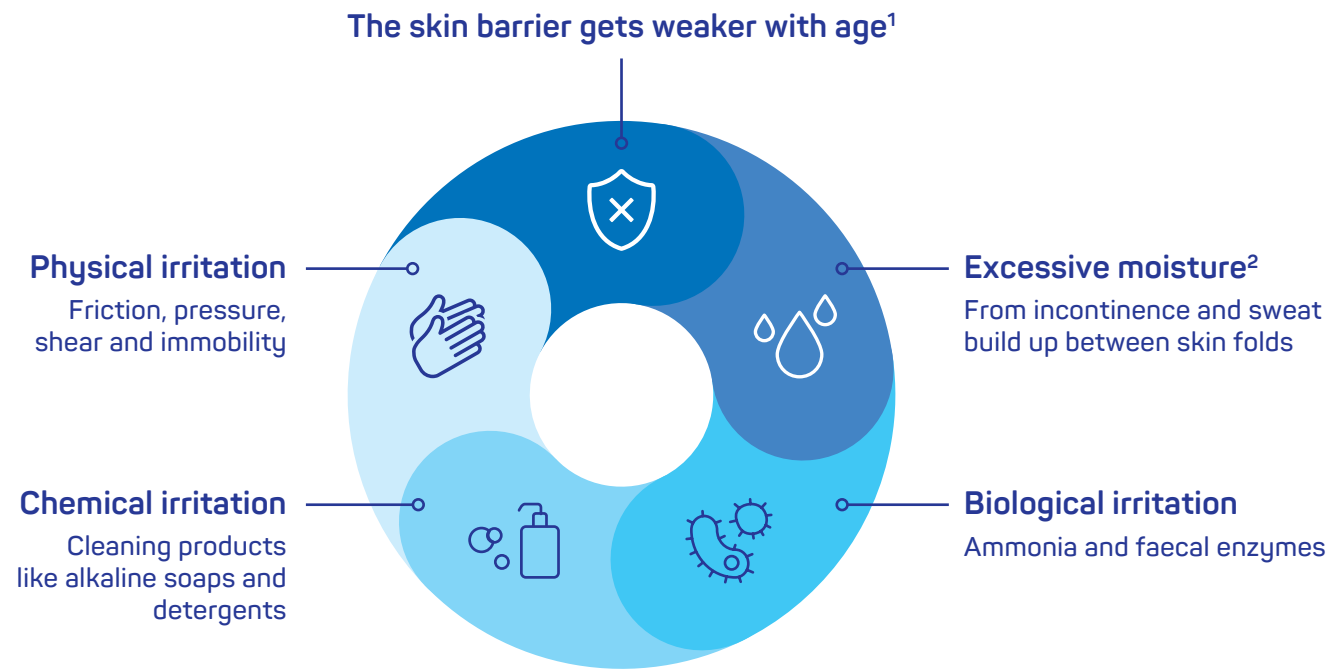 The skin barrier gets weaker with age¹
Physical irritation
Friction, pressure,
shear and immobility
Excessive moisture²
From incontinence and sweat
build up between skin folds
Chemical irritation
Cleaning products
like alkaline soaps and
detergents
Biological irritation
Ammonia and faecal enzymes